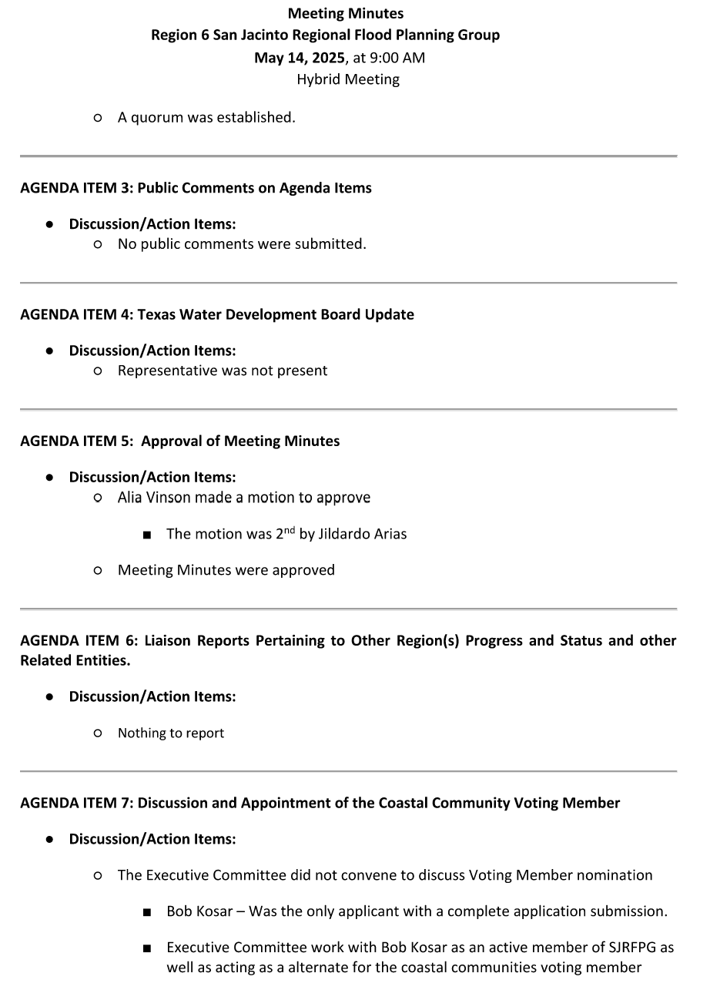 Meeting Minutes
Region 6 San Jacinto Regional Flood Planning Group
May 14, 2025, at 9:00 AM
Hybrid Meeting
○ A quorum was established.
AGENDA ITEM 3: Public Comments on Agenda Items
● Discussion/Action Items:
○ No public comments were submitted.
AGENDA ITEM 4: Texas Water Development Board Update
● Discussion/Action Items:
○ Representative was not present
AGENDA ITEM 5:  Approval of Meeting Minutes
● Discussion/Action Items:
○ Alia Vinson made a motion to approve
■ The motion was 2nd by Jildardo Arias
○ Meeting Minutes were approved
AGENDA ITEM 6: Liaison Reports Pertaining to Other Region(s) Progress and Status and other
Related Entities.
● Discussion/Action Items:
○ Nothing to report
AGENDA ITEM 7: Discussion and Appointment of the Coastal Community Voting Member
● Discussion/Action Items:
○ The Executive Committee did not convene to discuss Voting Member nomination
■ Bob Kosar – Was the only applicant with a complete application submission.
■ Executive Committee work with Bob Kosar as an active member of SJRFPG as
well as acting as a alternate for the coastal communities voting member